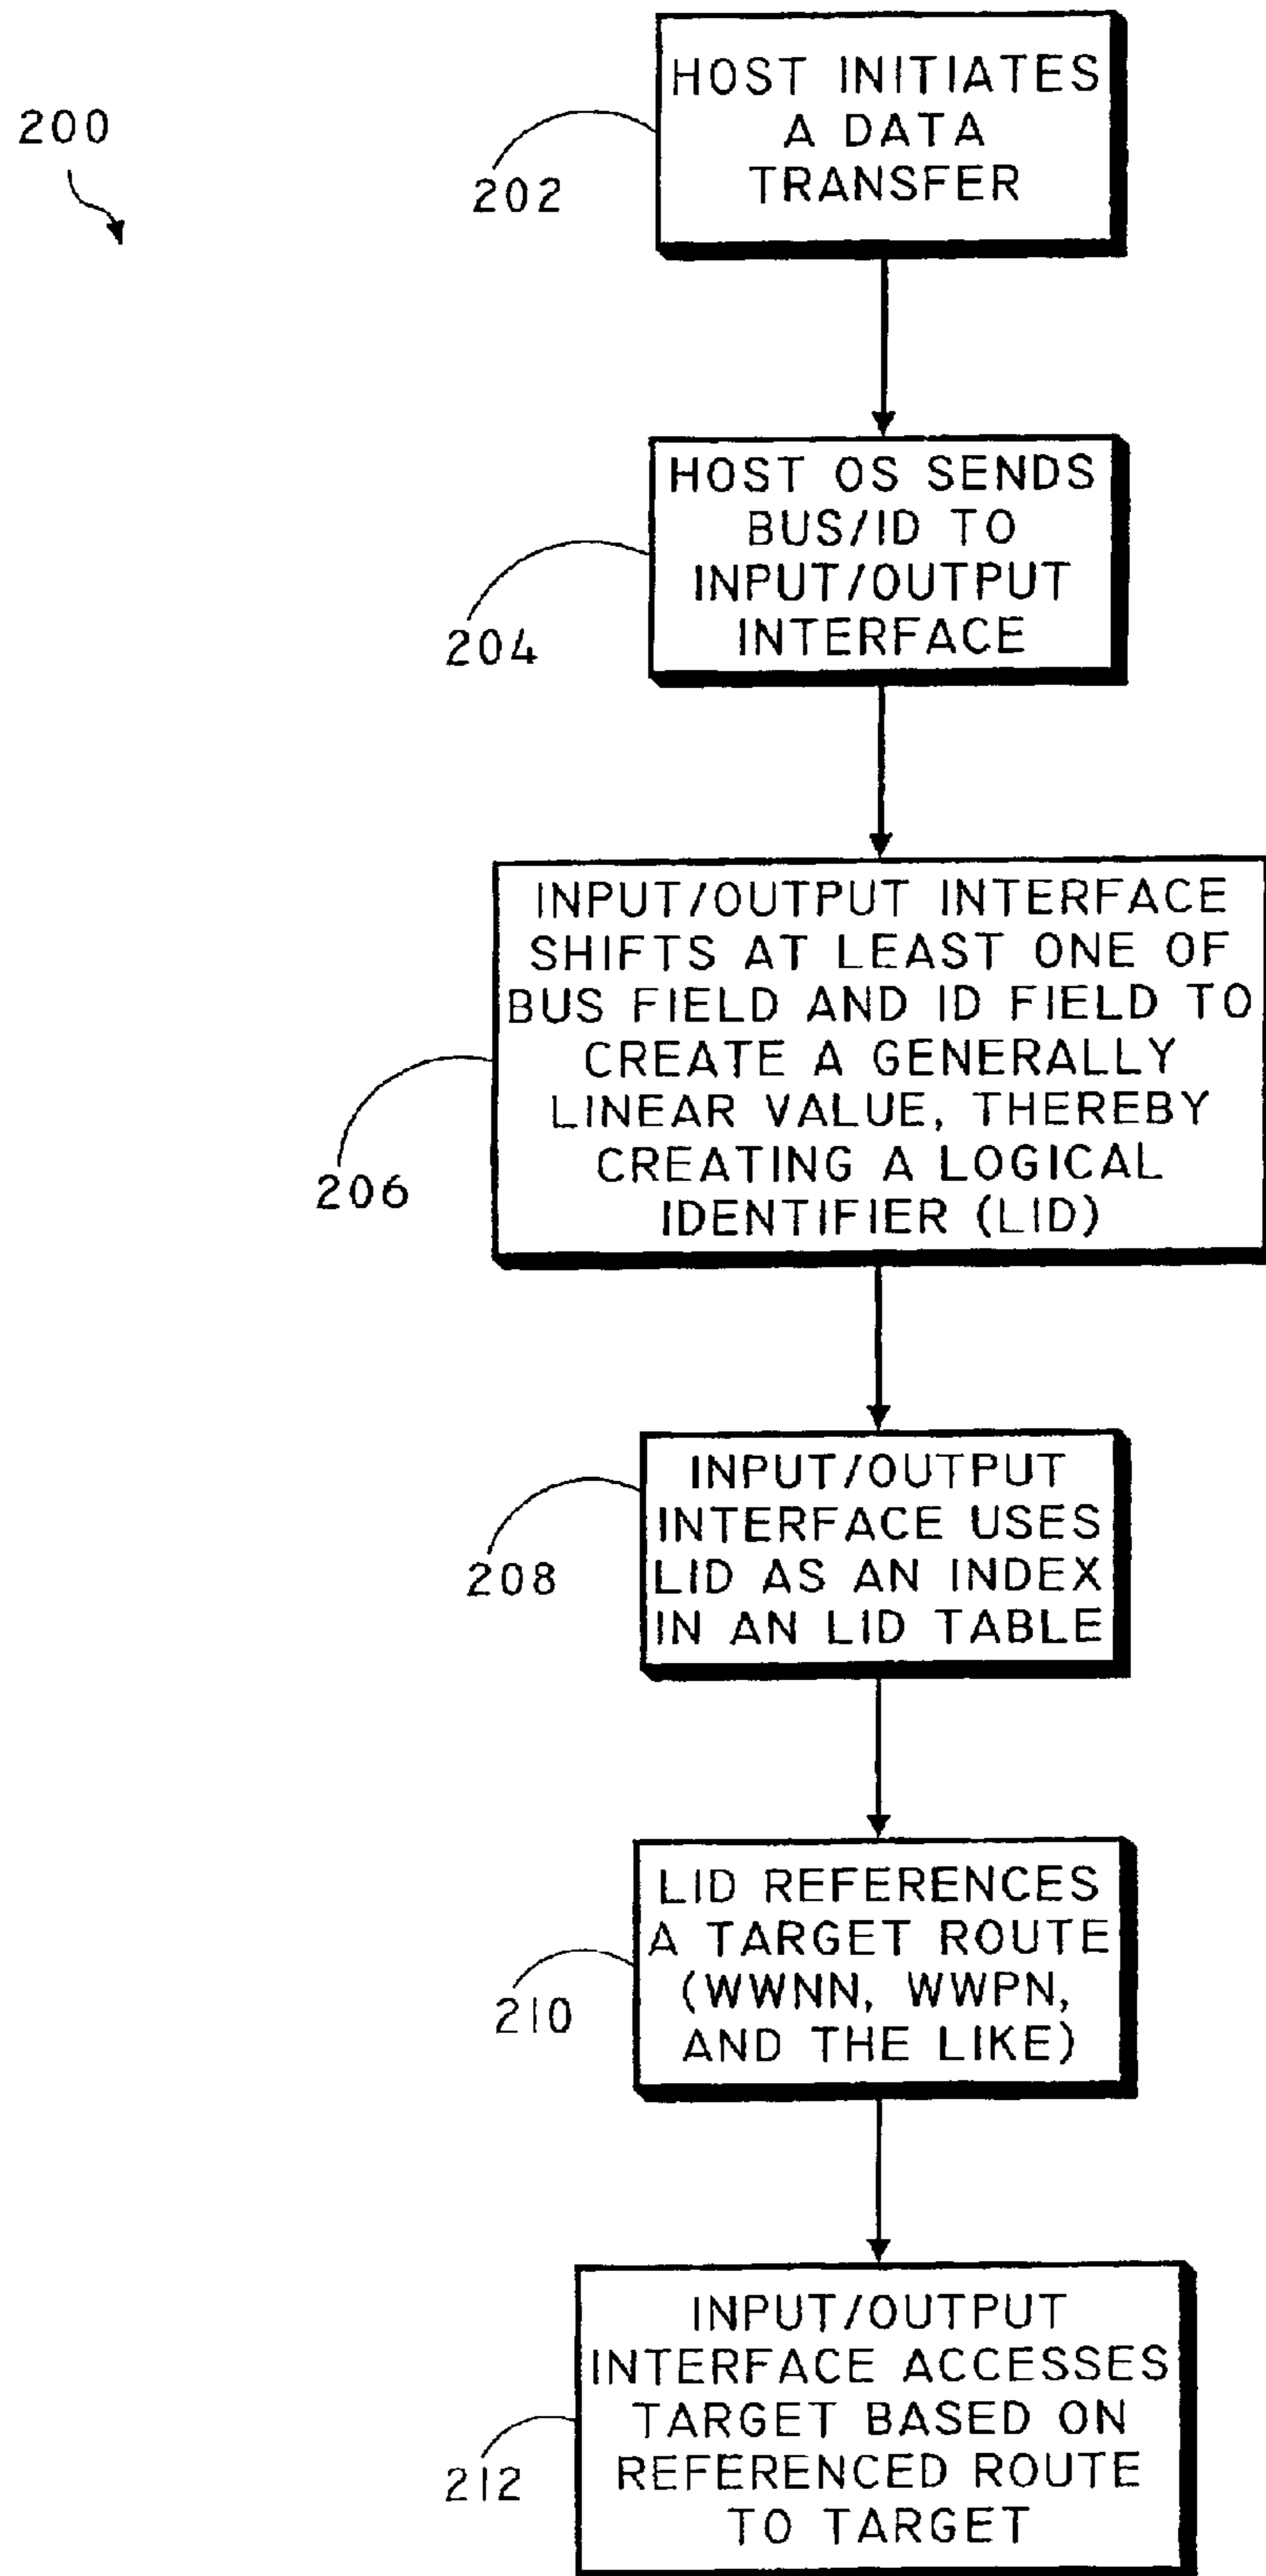 200
HOST INITIATES
A DATA
TRANSFER
202
HOST OS SENDS
BUS/ID TO
INPUT/OUTPUT
INTERFACE
204
INPUT/OUTPUT INTERFACE
SHIFTS AT LEAST ONE OF
BUS FIELD AND ID FIELD TO
CREATE A GENERALLY
LINEAR VALUE, THEREBY
CREATING A LOGICAL
IDENTIFIER (LID)
206
INPUT/OUTPUT
INTERFACE USES
LID AS AN INDEX
IN AN LID TABLE
208
LID REFERENCES
A TARGET ROUTE
(WWNN, WWPN,
AND THE LIKE)
210
INPUT/OUTPUT
INTERFACE ACCESSES
TARGET BASED ON
REFERENCED ROUTE
TO TARGET
212